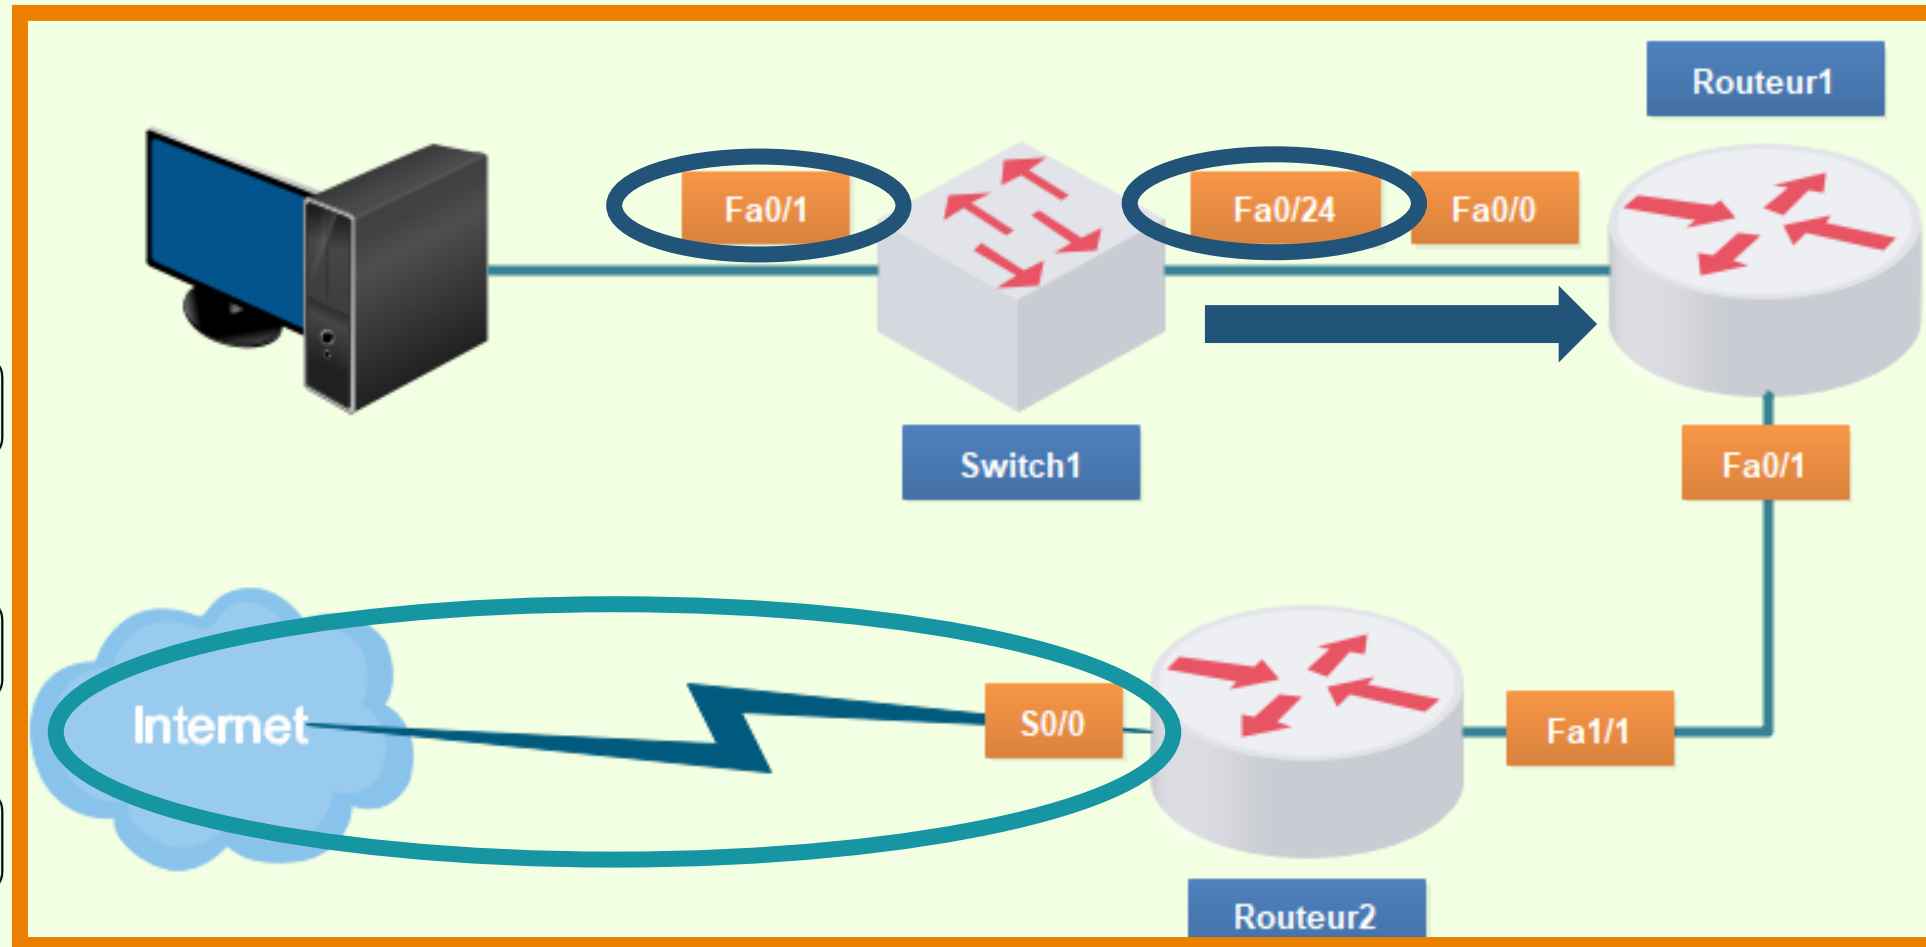 Routeur1
Fa0/1
Fa0/24
Fa0/0
Switch1
Fa0/1
Internet
S0/0
Fa1/1
Routeur2